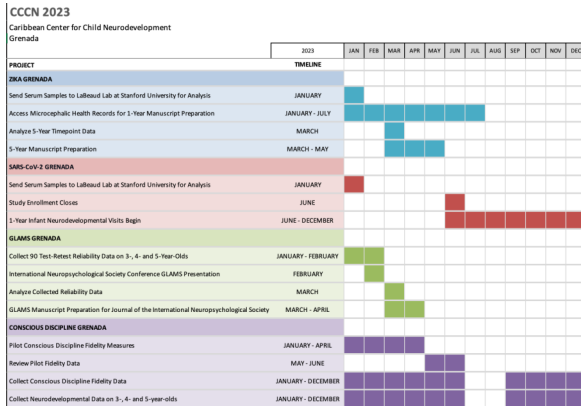 CCCN 2023
Caribbean Center for Child Neurodevelopment
Grenada
2023 JAN FEB MAR APR MAY JUN JUL AUG SEP OCT NOV DEC
PROJECT TIMELINE
ZIKA GRENADA
Send Serum Samples to LaBeaud Lab at Stanford University for Analysis JANUARY
Access Microcephalic Health Records for 1-Year Manuscript Preparation JANUARY - JULY
Analyze 5-Year Timepoint Data MARCH
5-Year Manuscript Preparation MARCH - MAY
SARS-CoV-2 GRENADA
Send Serum Samples to LaBeaud Lab at Stanford University for Analysis JANUARY
Study Enrollment Closes JUNE
1-Year Infant Neurodevelopmental Visits Begin JUNE - DECEMBER
GLAMS GRENADA
Collect 90 Test-Retest Reliability Data on 3-, 4- and 5-Year-Olds JANUARY - FEBRUARY
International Neuropsychological Society Conference GLAMS Presentation FEBRUARY
Analyze Collected Reliability Data MARCH
GLAMS Manuscript Preparation for Journal of the International Neuropsychological Society MARCH - APRIL
CONSCIOUS DISCIPLINE GRENADA
Pilot Conscious Discipline Fidelity Measures JANUARY - APRIL
Review Pilot Fidelity Data MAY - JUNE
Collect Conscious Discipline Fidelity Data JANUARY - DECEMBER
Collect Neurodevelopmental Data on 3-, 4- and 5-year-olds JANUARY - DECEMBER